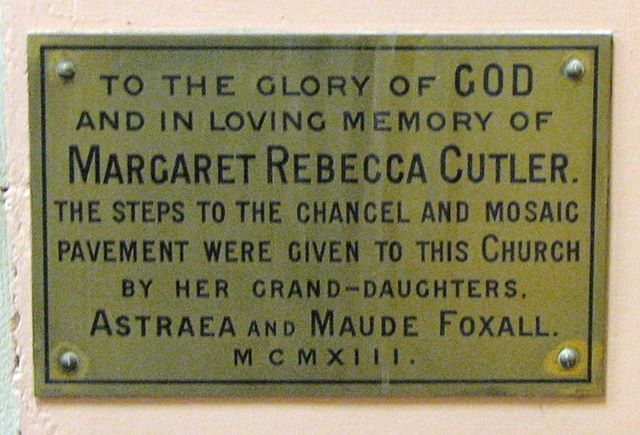 TO THE GLORY OF GOD
AND IN LOVING MEMORY OF
MARGARET REBECCA CUTLER.
THE STEPS TO THE CHANCEL AND MOSAIC
PAVEMENT WERE GIVEN TO THIS CHURCH
BY HER GRAND-DAUGHTERS.
ASTRAEA AND MAUDE FOXALL.
MCMXIII.